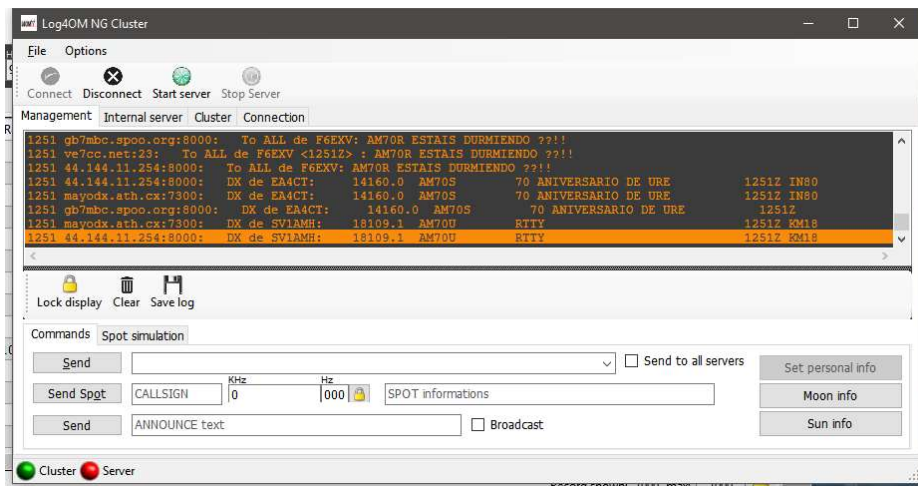 Log4OM NG Cluster
File Options
Connect Disconnect Start server Stop Server
Management Internal server Cluster Connection
1251 gb7mbc.spoo.org:8000: To ALL de F6EXV: AM70R ESTAIS DURMIENDO ??!!
1251 ve7cc.net:23: To ALL de F6EXV <1251Z> : AM70R ESTAIS DURMIENDO ??!!
1251 44.144.11.254:8000: To ALL de F6EXV: AM70R ESTAIS DURMIENDO ??!!
1251 44.144.11.254:8000: DX de EA4CT: 14160.0 AM70S 70 ANIVERSARIO DE URE 1251Z IN80
1251 mayodx.ath.cx:7300: DX de EA4CT: 14160.0 AM70S 70 ANIVERSARIO DE URE 1251Z IN80
1251 gb7mbc.spoo.org:8000: DX de EA4CT: 14160.0 AM70S 70 ANIVERSARIO DE URE 1251Z
1251 mayodx.ath.cx:7300: DX de SV1AMH: 18109.1 AM70U RTTY 1251Z KM18
1251 44.144.11.254:8000: DX de SV1AMH: 18109.1 AM70U RTTY 1251Z KM18
Lock display Clear Save log
Commands Spot simulation
Send Send to all servers Set personal info
KHz Hz
Send Spot CALLSIGN 0 000 SPOT informations Moon info
Send ANNOUNCE text Broadcast Sun info
Cluster Server